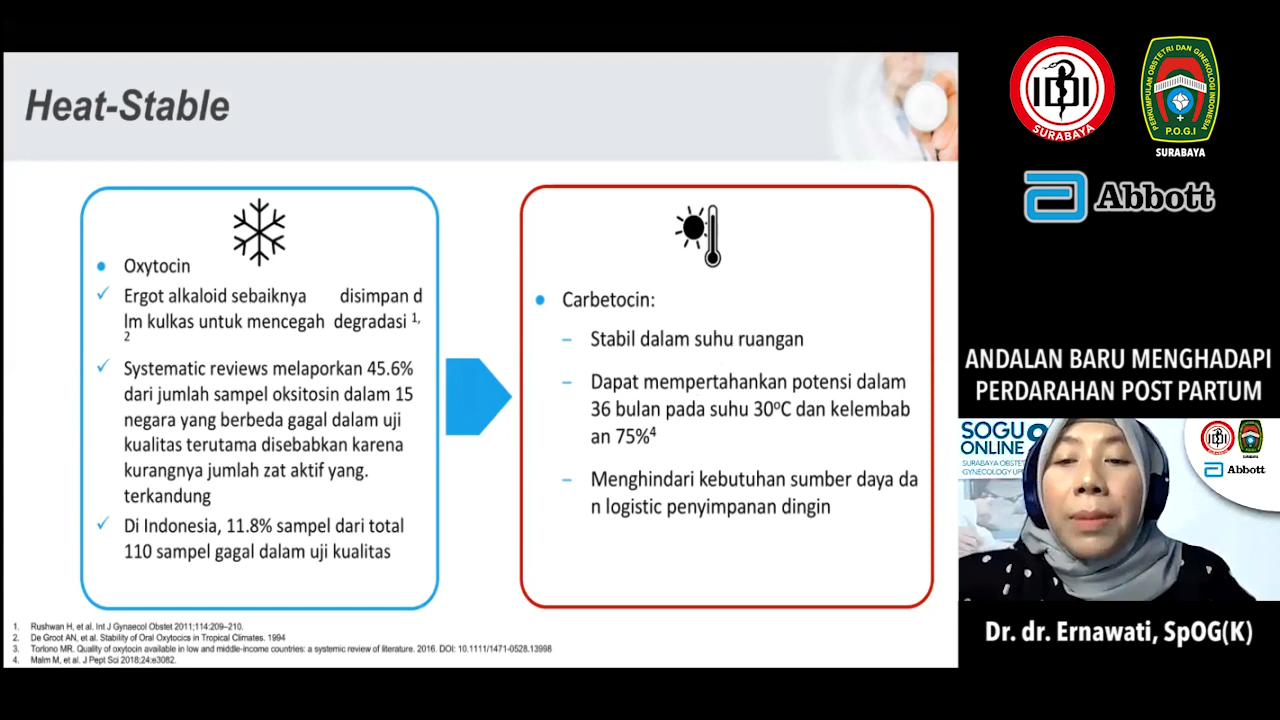 Heat-Stable
Oxytocin
Ergot alkaloid sebaiknya disimpan d
lm kulkas untuk mencegah degradasi 1,
2
Systematic reviews melaporkan 45.6%
dari jumlah sampel oksitosin dalam 15
negara yang berbeda gagal dalam uji
kualitas terutama disebabkan karena
kurangnya jumlah zat aktif yang.
terkandung
Di Indonesia, 11.8% sampel dari total
110 sampel gagal dalam uji kualitas
Carbetocin:
– Stabil dalam suhu ruangan
– Dapat mempertahankan potensi dalam
36 bulan pada suhu 30ºC dan kelembab
an 75%4
– Menghindari kebutuhan sumber daya da
n logistic penyimpanan dingin
1. Rushwan H, et al. Int J Gynaecol Obstet 2011;114:209–210.
2. De Groot AN, et al. Stability of Oral Oxytocics in Tropical Climates. 1994
3. Torlono MR. Quality of oxytocin available in low and middle-income countries: a systemic review of literature. 2016. DOI: 10.1111/1471-0528.13998
4. Malm M, et al. J Pept Sci 2018;24:e3082.
IDI
SURABAYA
PERKUMPULAN OBSTETRI DAN GINEKOLOGI INDONESIA
P.O.G.I
SURABAYA
Abbott
ANDALAN BARU MENGHADAPI
PERDARAHAN POST PARTUM
SOGU
ONLINE
SURABAYA OBSTE
GYNECOLOGY UP
Abbott
Dr. dr. Ernawati, SpOG(K)